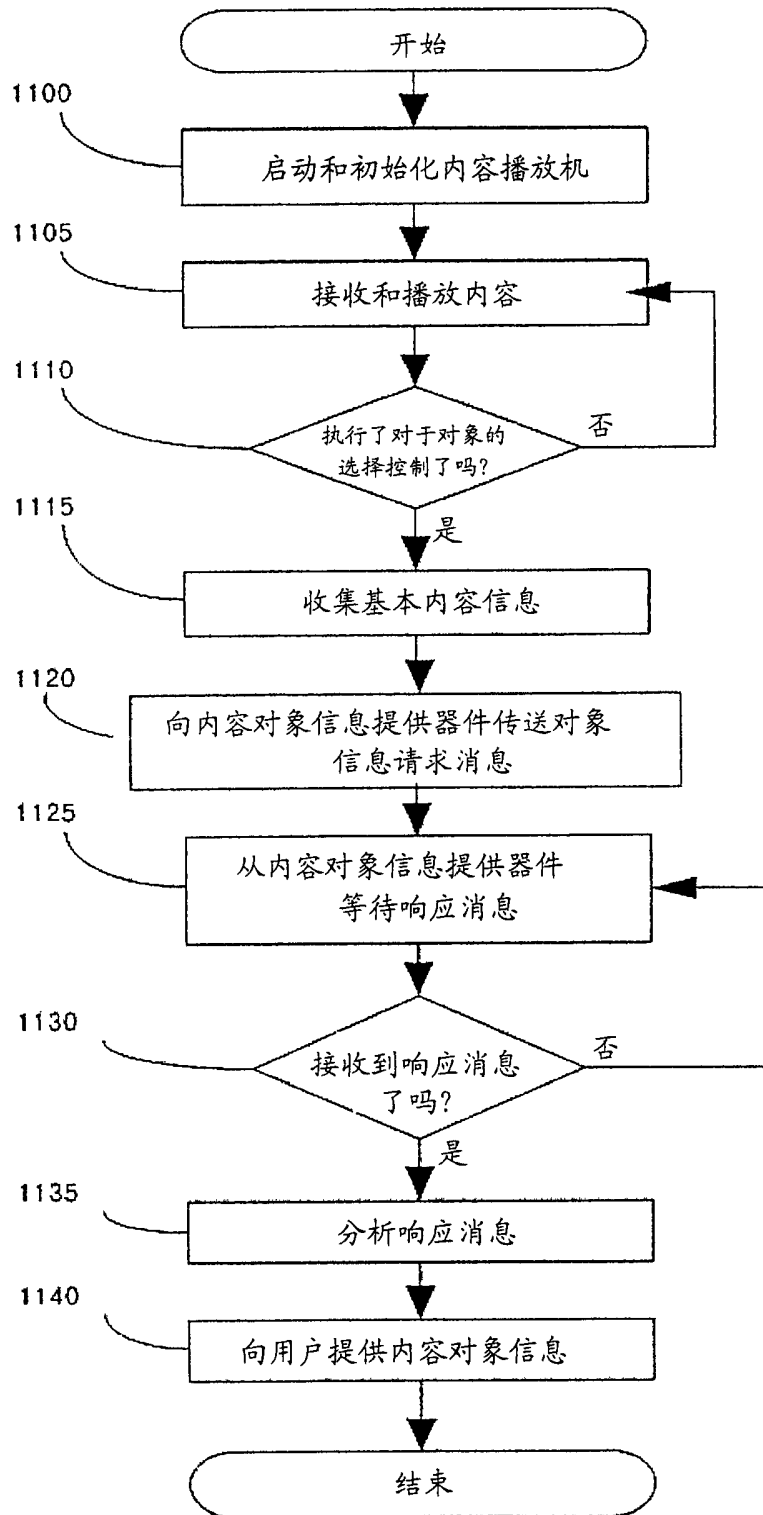 开始
1100
启动和初始化内容播放机
1105
接收和播放内容
1110
执行了对于对象的
选择控制了吗?
否
是
1115
收集基本内容信息
1120
向内容对象信息提供器件传送对象
信息请求消息
1125
从内容对象信息提供器件
等待响应消息
1130
接收到响应消息
了吗?
否
是
1135
分析响应消息
1140
向用户提供内容对象信息
结束